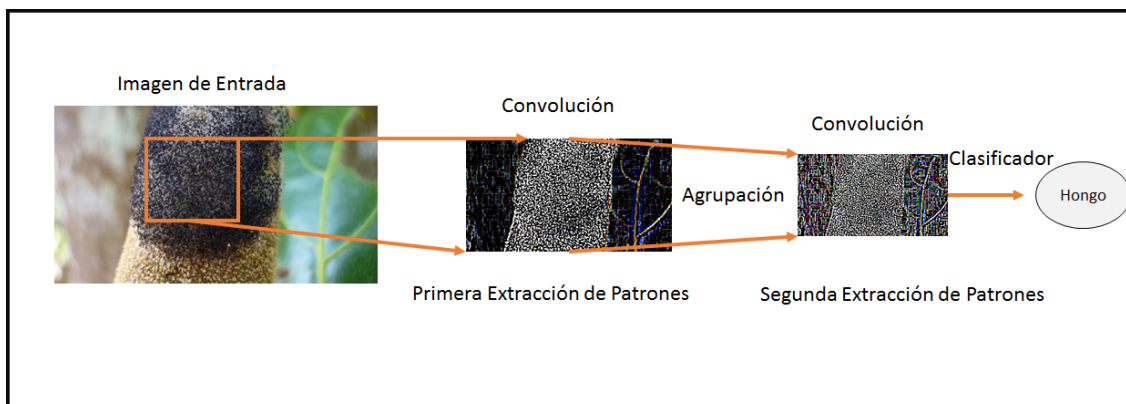 Imagen de Entrada
Convolución
Convolución
Clasificador
Agrupación
Hongo
Primera Extracción de Patrones
Segunda Extracción de Patrones